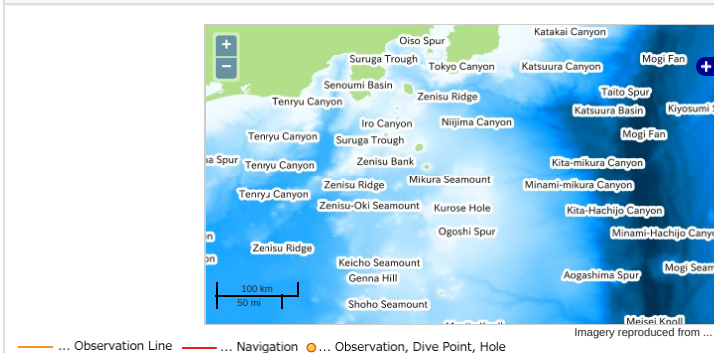 +
−
Katakai Canyon
Oiso Spur
Suruga Trough
Tokyo Canyon
Katsuura Canyon
Mogi Fan
+
Senoumi Basin
Tenryu Canyon
Zenisu Ridge
Taito Spur
Katsuura Basin
Kiyosumi
Iro Canyon
Niijima Canyon
Mogi Fan
Tenryu Canyon
Suruga Trough
a Spur
Tenryu Canyon
Zenisu Bank
Kita-mikura Canyon
Zenisu Ridge
Mikura Seamount
Minami-mikura Canyon
Tenryu Canyon
Zenisu-Oki Seamount
Kurose Hole
Kita-Hachijo Canyon
n
Ogoshi Spur
Minami-Hachijo Cany
Zenisu Ridge
on
Keicho Seamount
Mogi Seam
Genna Hill
Aogashima Spur
100 km
50 mi
Shoho Seamount
Meisei Knoll
Imagery reproduced from ...
... Observation Line ... Navigation ... Observation, Dive Point, Hole